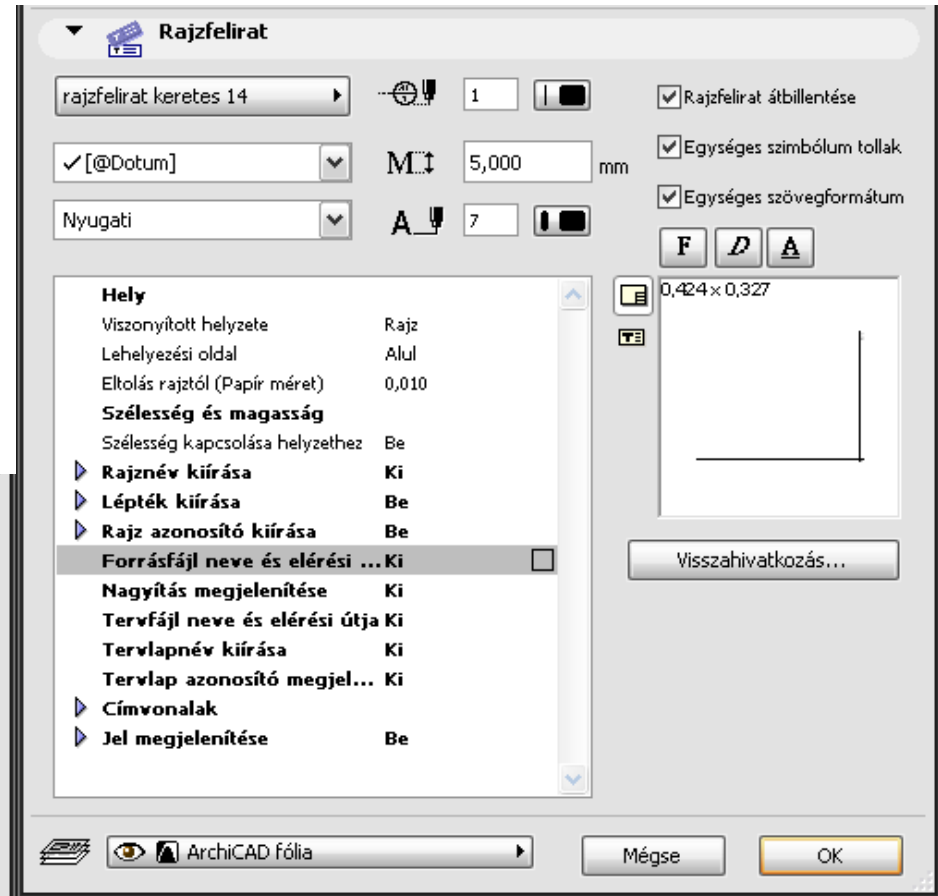 Rajzfelirat
rajzfelirat keretes 14
1
Rajzfelirat átbillentése
[@Dotum]
M
5,000
mm
Egységes szimbólum tollak
Nyugati
A
7
Egységes szövegformátum
F D A
Hely
Viszonyított helyzete Rajz
Lehelyezési oldal Alul
Eltolás rajztól (Papír méret) 0,010
Szélesség és magasság
Szélesség kapcsolása helyzethez Be
Rajznév kiírása Ki
Lépték kiírása Be
Rajz azonosító kiírása Be
Forrásfájl neve és elérési ... Ki
Nagyítás megjelenítése Ki
Tervfájl neve és elérési útja Ki
Tervlapnév kiírása Ki
Tervlap azonosító megjel... Ki
Címvonalak
Jel megjelenítése Be
0,424 x 0,327
Visszahivatkozás...
ArchiCAD fólia
Mégse
OK